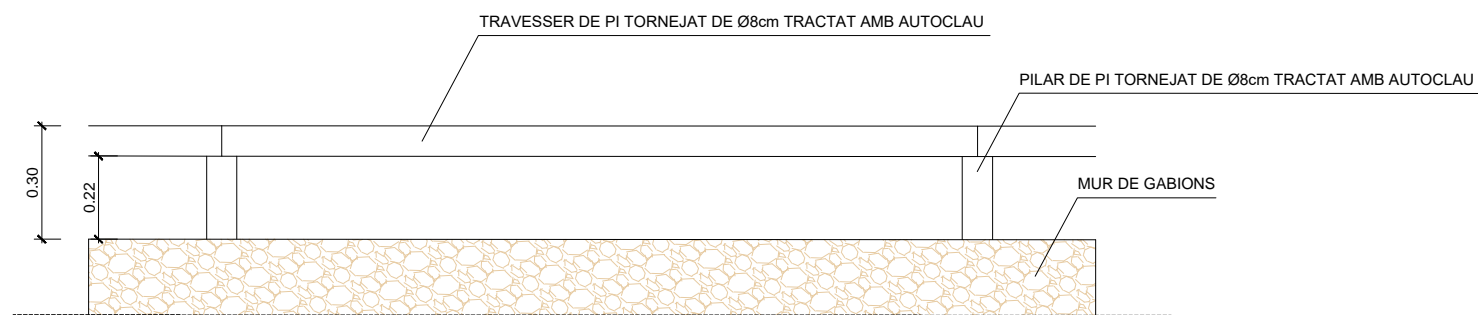 TRAVESSER DE PI TORNEJAT DE Ø8cm TRACTAT AMB AUTOCLAU
PILAR DE PI TORNEJAT DE Ø8cm TRACTAT AMB AUTOCLAU
0.30
0.22
MUR DE GABIONS